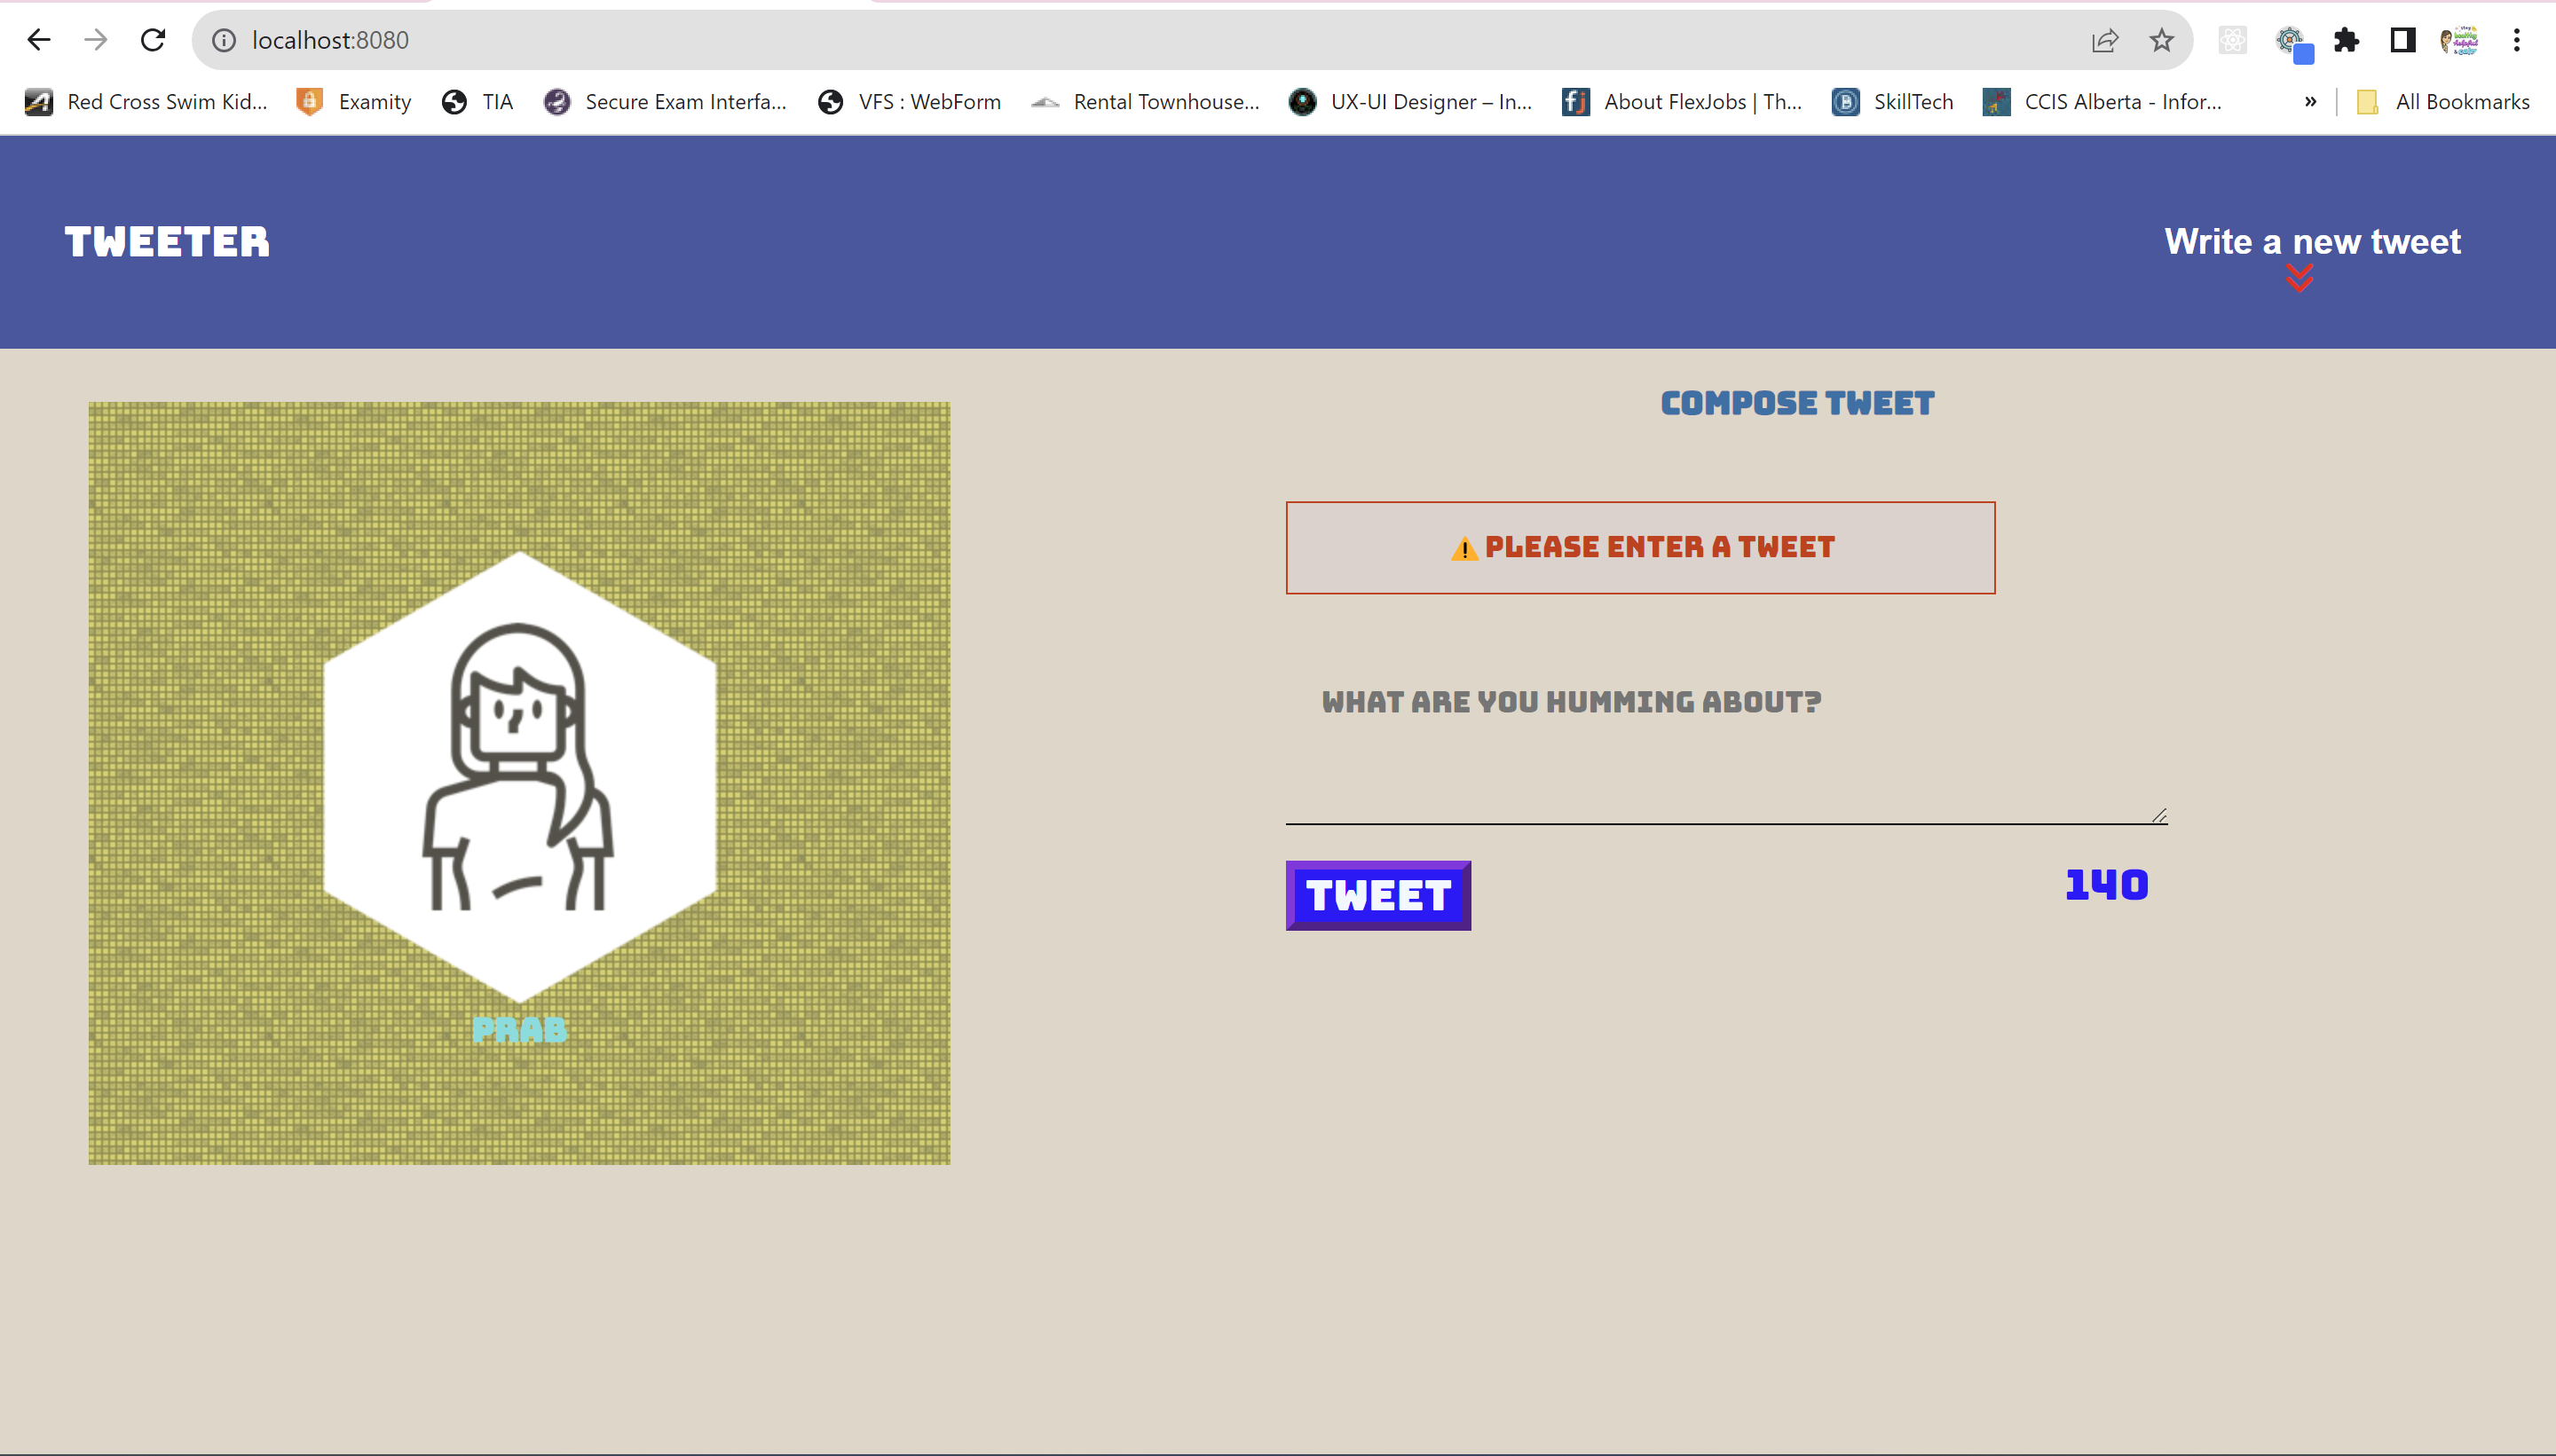 localhost:8080
Red Cross Swim Kid... Examity TIA Secure Exam Interfa... VFS : WebForm Rental Townhouse... UX-UI Designer – In... About FlexJobs | Th... SkillTech CCIS Alberta - Infor... » All Bookmarks
TWEETER
Write a new tweet
COMPOSE TWEET
⚠️ PLEASE ENTER A TWEET
WHAT ARE YOU HUMMING ABOUT?
TWEET 140
PRAB